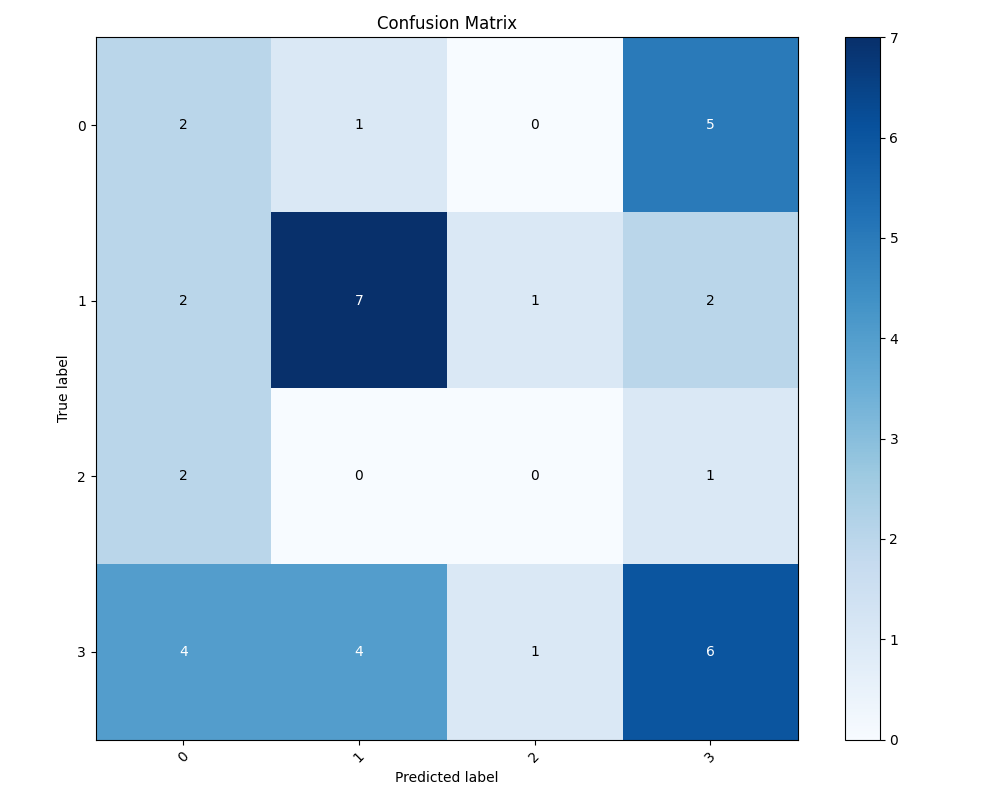 Confusion Matrix
7
0 2 1 0 5
6
5
1 2 7 1 2
4
True label
3
2 2 0 0 1
2
1
3 4 4 1 6
0
0 1 2 3
Predicted label